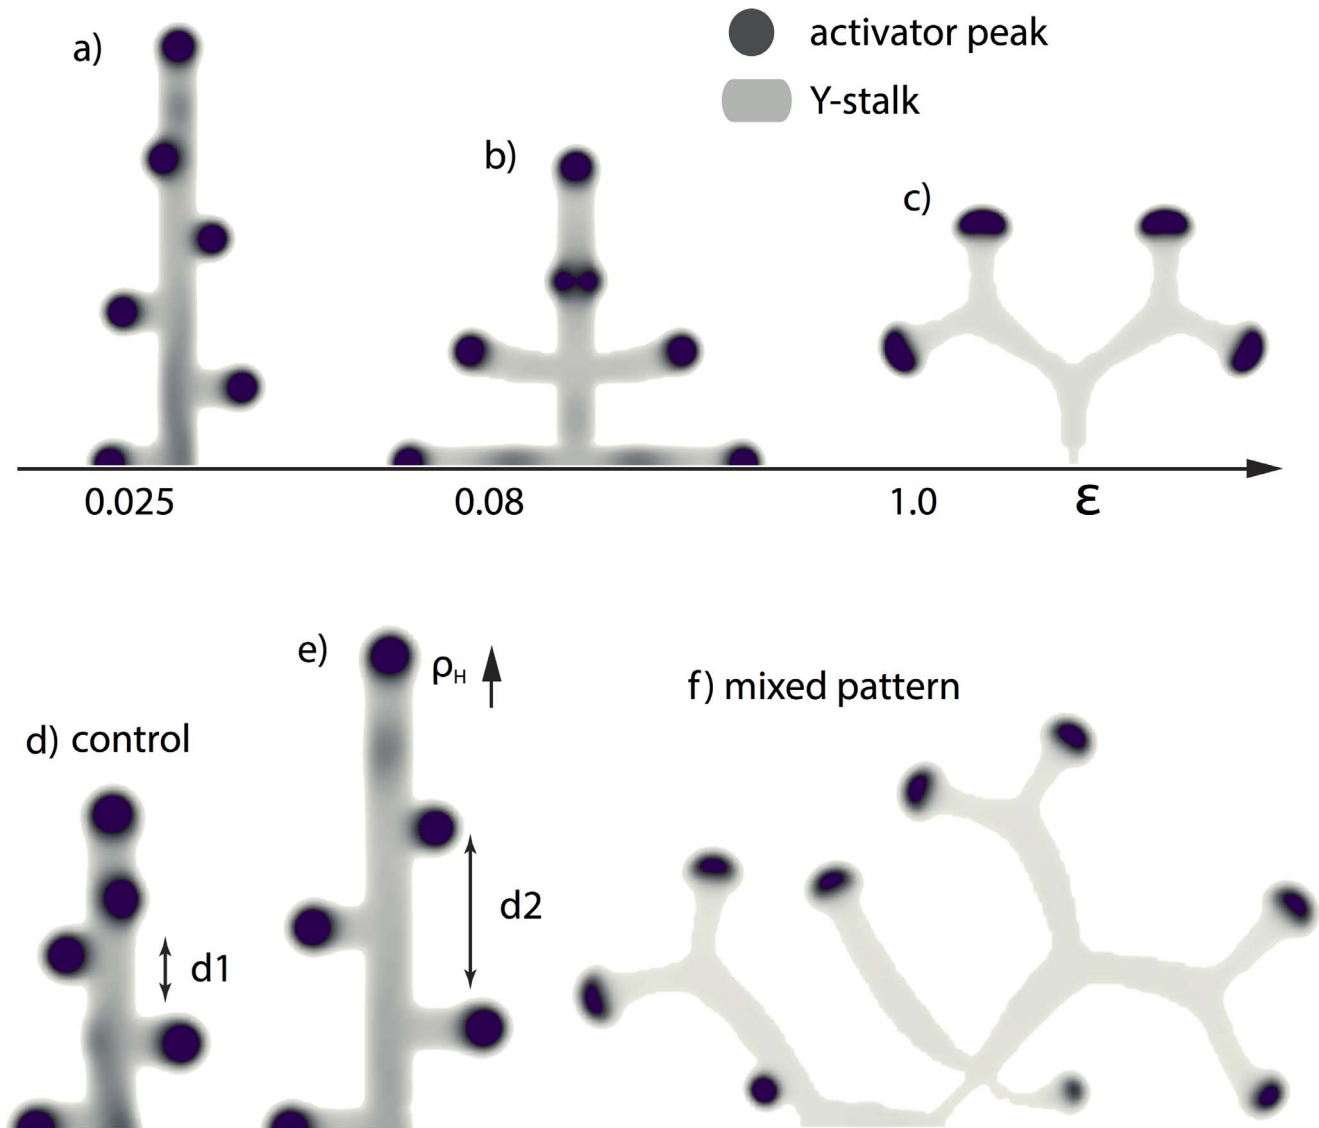 a)
activator peak
Y-stalk
b)
c)
0.025
0.08
1.0
ε
e)
ρH
f) mixed pattern
d) control
d2
d1